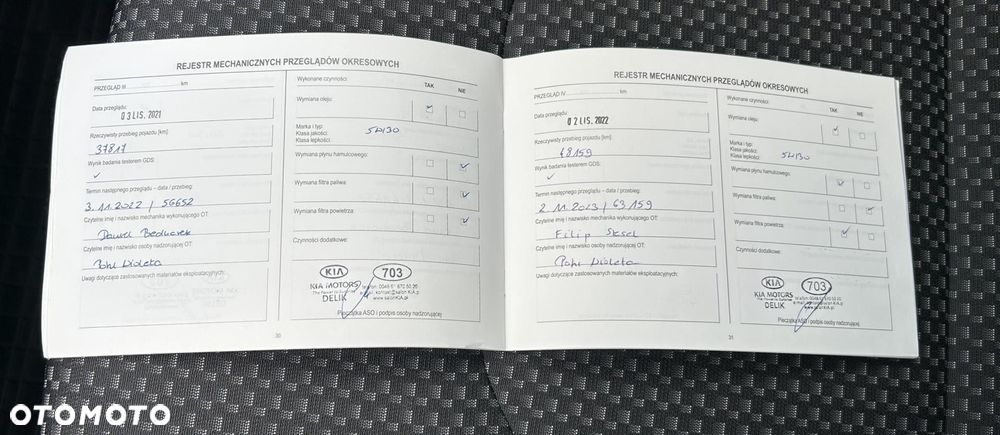 REJESTR MECHANICZNYCH PRZEGLĄDÓW OKRESOWYCH
PRZEGLĄD III km
Data przeglądu:
03 LIS. 2021
Rzeczywisty przebieg pojazdu [km]:
37817
Wynik badania testerem GDS:
Termin następnego przeglądu – data / przebieg:
3.11.2022 / 56652
Czytelne imię i nazwisko mechanika wykonującego OT:
Paweł Bednarek
Czytelne imię i nazwisko osoby nadzorującej OT:
Uwagi dotyczące zastosowanych materiałów eksploatacyjnych:
Wykonane czynności:
TAK NIE
Wymiana oleju:
Marka i typ:
Klasa jakości:
Klasa lepkości:
5W30
Wymiana płynu hamulcowego:
Wymiana filtra paliwa:
Wymiana filtra powietrza:
Czynności dodatkowe:
KIA 703
KIA MOTORS
DELIK
www.salonKIA.pl
Pieczątka ASO i podpis osoby nadzorującej
30
REJESTR MECHANICZNYCH PRZEGLĄDÓW OKRESOWYCH
PRZEGLĄD IV km
Data przeglądu:
02 LIS. 2022
Rzeczywisty przebieg pojazdu [km]:
48159
Wynik badania testerem GDS:
Termin następnego przeglądu – data / przebieg:
2.11.2023 / 63159
Czytelne imię i nazwisko mechanika wykonującego OT:
Filip
Czytelne imię i nazwisko osoby nadzorującej OT:
Uwagi dotyczące zastosowanych materiałów eksploatacyjnych:
Wykonane czynności:
TAK NIE
Wymiana oleju:
Marka i typ:
Klasa jakości:
Klasa lepkości:
5W30
Wymiana płynu hamulcowego:
Wymiana filtra paliwa:
Wymiana filtra powietrza:
Czynności dodatkowe:
KIA 703
KIA MOTORS
DELIK
www.salonKIA.pl
Pieczątka ASO i podpis osoby nadzorującej
31
OTOMOTO